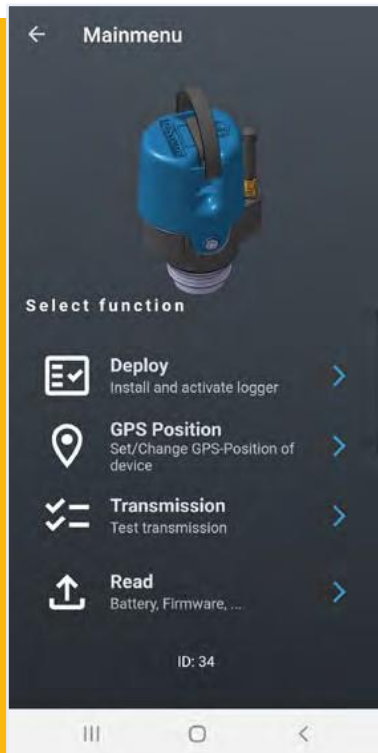 Mainmenu
Select function
Deploy
Install and activate logger
GPS Position
Set/Change GPS-Position of
device
Transmission
Test transmission
Read
Battery, Firmware, ...
ID: 34